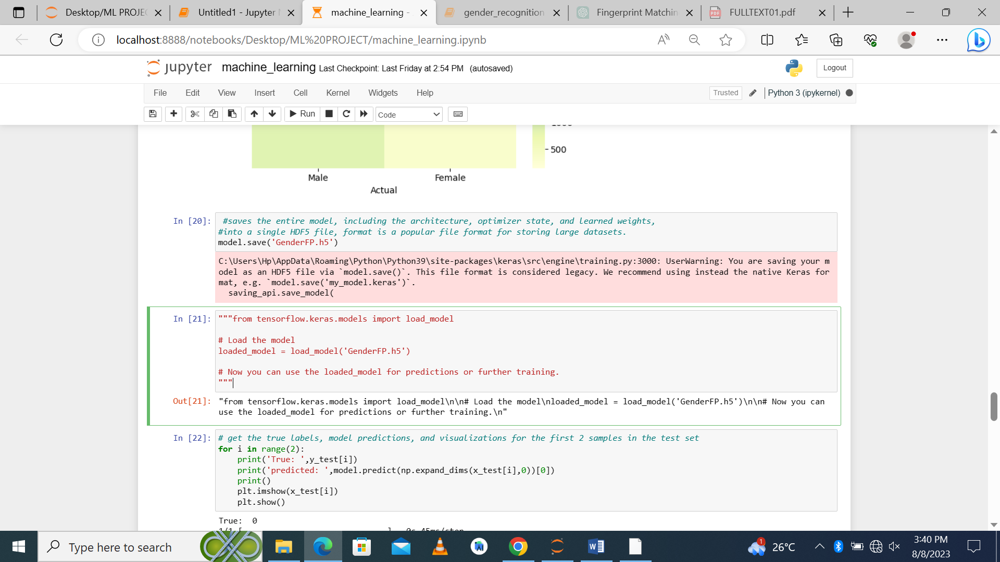 Desktop/ML PROJEC
Untitled1 - Jupyter
machine_learning -
gender_recognition
Fingerprint Matchin
PDF
FULLTEXT01.pdf
localhost:8888/notebooks/Desktop/ML%20PROJECT/machine_learning.ipynb
jupyter machine_learning Last Checkpoint: Last Friday at 2:54 PM (autosaved)
Logout
File Edit View Insert Cell Kernel Widgets Help
Trusted
Python 3 (ipykernel)
Run
Code
500
Male
Female
Actual
In [20]:
#saves the entire model, including the architecture, optimizer state, and learned weights,
#into a single HDF5 file, format is a popular file format for storing large datasets.
model.save('GenderFP.h5')
C:\Users\Hp\AppData\Roaming\Python\Python39\site-packages\keras\src\engine\training.py:3000: UserWarning: You are saving your m
odel as an HDF5 file via `model.save()`. This file format is considered legacy. We recommend using instead the native Keras for
mat, e.g. `model.save('my_model.keras')`.
saving_api.save_model(
In [21]:
"""from tensorflow.keras.models import load_model
# Load the model
loaded_model = load_model('GenderFP.h5')
# Now you can use the loaded_model for predictions or further training.
"""
Out[21]:
"from tensorflow.keras.models import load_model\n\n# Load the model\nloaded_model = load_model('GenderFP.h5')\n\n# Now you can
use the loaded_model for predictions or further training.\n"
In [22]:
# get the true labels, model predictions, and visualizations for the first 2 samples in the test set
for i in range(2):
print('True: ',y_test[i])
print('predicted: ',model.predict(np.expand_dims(x_test[i],0))[0])
print()
plt.imshow(x_test[i])
plt.show()
True: 0
Type here to search
1
26°C
3:40 PM
8/8/2023